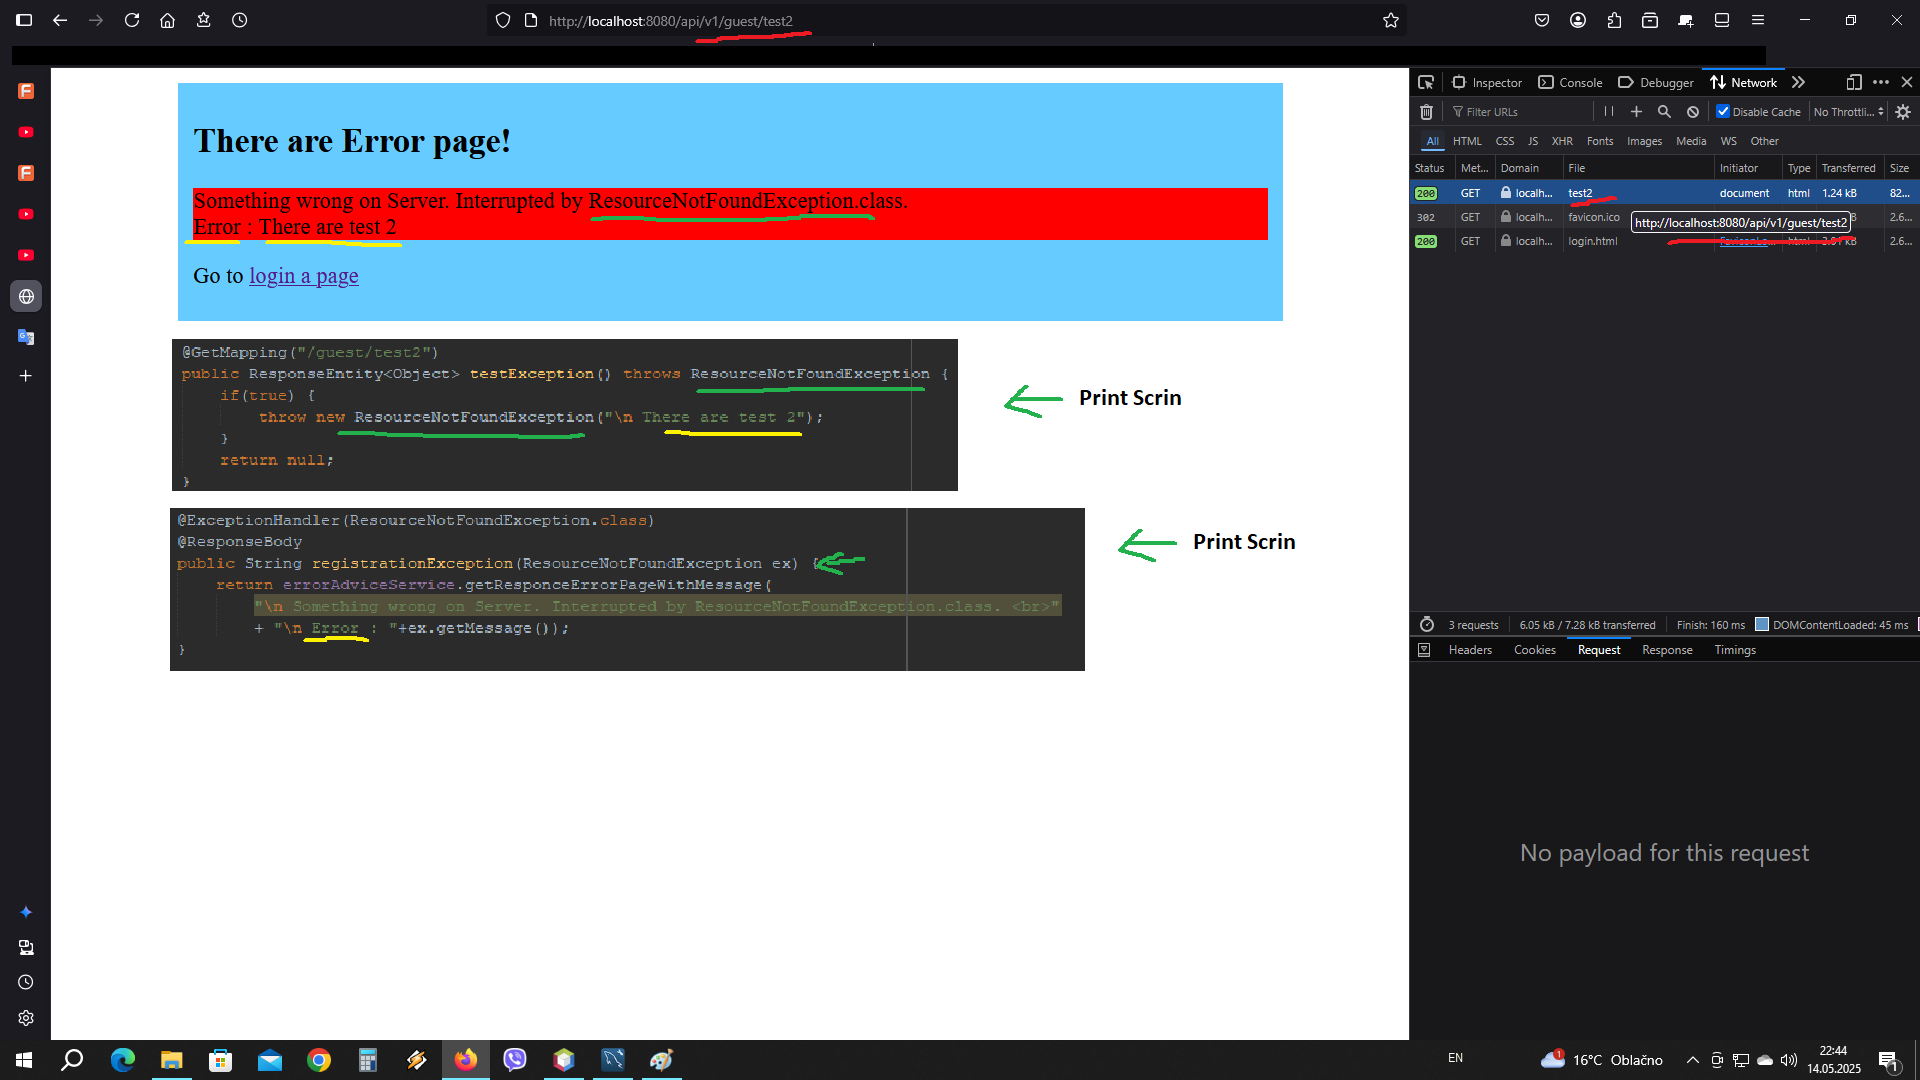 http://localhost:8080/api/v1/guest/test2
There are Error page!
Something wrong on Server. Interrupted by ResourceNotFoundException.class.
Error : There are test 2
Go to login a page
@GetMapping("/guest/test2")
public ResponseEntity<Object> testException() throws ResourceNotFoundException {
if(true) {
throw new ResourceNotFoundException("\n There are test 2");
}
return null;
}
Print Scrin
@ExceptionHandler(ResourceNotFoundException.class)
@ResponseBody
public String registrationException(ResourceNotFoundException ex) {
return errorAdviceService.getResponceErrorPageWithMessage(
"\n Something wrong on Server. Interrupted by ResourceNotFoundException.class. <br>"
+ "\n Error : "+ex.getMessage());
}
Print Scrin
Inspector Console Debugger Network
Filter URLs Disable Cache No Throttli...
All HTML CSS JS XHR Fonts Images Media WS Other
Status Met... Domain File Initiator Type Transferred Size
200 GET localh... test2 document html 1.24 kB 82...
302 GET localh... favicon.ico 2.6...
http://localhost:8080/api/v1/guest/test2
200 GET localh... login.html html kB 2.6...
3 requests 6.05 kB / 7.28 kB transferred Finish: 160 ms DOMContentLoaded: 45 ms
Headers Cookies Request Response Timings
No payload for this request
EN 16°C Oblačno 22:44
14.05.2025